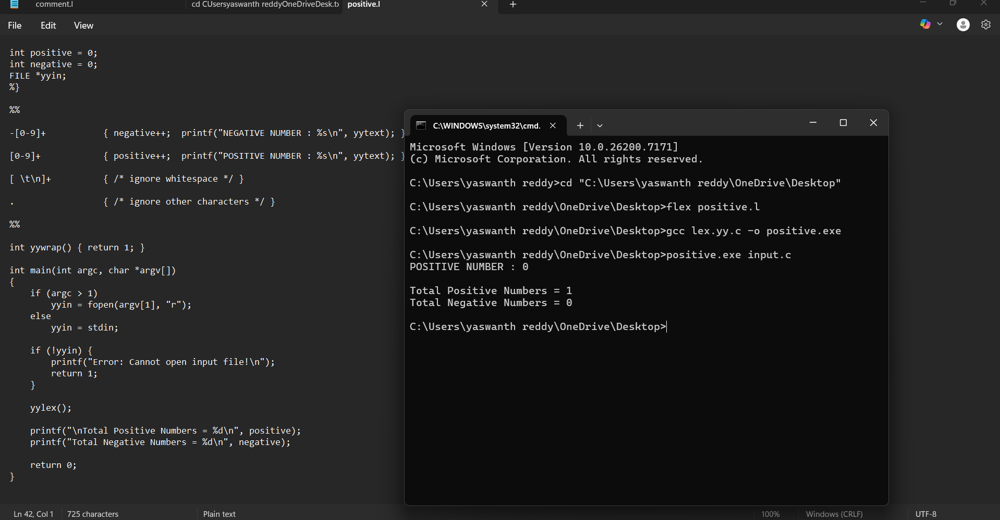 comment.l
cd CUsersyaswanth reddyOneDriveDesk.tx
positive.l
File Edit View
int positive = 0;
int negative = 0;
FILE *yyin;
%}
%%
-[0-9]+ { negative++; printf("NEGATIVE NUMBER : %s\n", yytext); }
[0-9]+ { positive++; printf("POSITIVE NUMBER : %s\n", yytext); }
[ \t\n]+ { /* ignore whitespace */ }
. { /* ignore other characters */ }
%%
int yywrap() { return 1; }
int main(int argc, char *argv[])
{
    if (argc > 1)
        yyin = fopen(argv[1], "r");
    else
        yyin = stdin;
    if (!yyin) {
        printf("Error: Cannot open input file!\n");
        return 1;
    }
    yylex();
    printf("\nTotal Positive Numbers = %d\n", positive);
    printf("Total Negative Numbers = %d\n", negative);
    return 0;
}
C:\WINDOWS\system32\cmd.
Microsoft Windows [Version 10.0.26200.7171]
(c) Microsoft Corporation. All rights reserved.
C:\Users\yaswanth reddy>cd "C:\Users\yaswanth reddy\OneDrive\Desktop"
C:\Users\yaswanth reddy\OneDrive\Desktop>flex positive.l
C:\Users\yaswanth reddy\OneDrive\Desktop>gcc lex.yy.c -o positive.exe
C:\Users\yaswanth reddy\OneDrive\Desktop>positive.exe input.c
POSITIVE NUMBER : 0
Total Positive Numbers = 1
Total Negative Numbers = 0
C:\Users\yaswanth reddy\OneDrive\Desktop>
Ln 42, Col 1 725 characters Plain text 100% Windows (CRLF) UTF-8